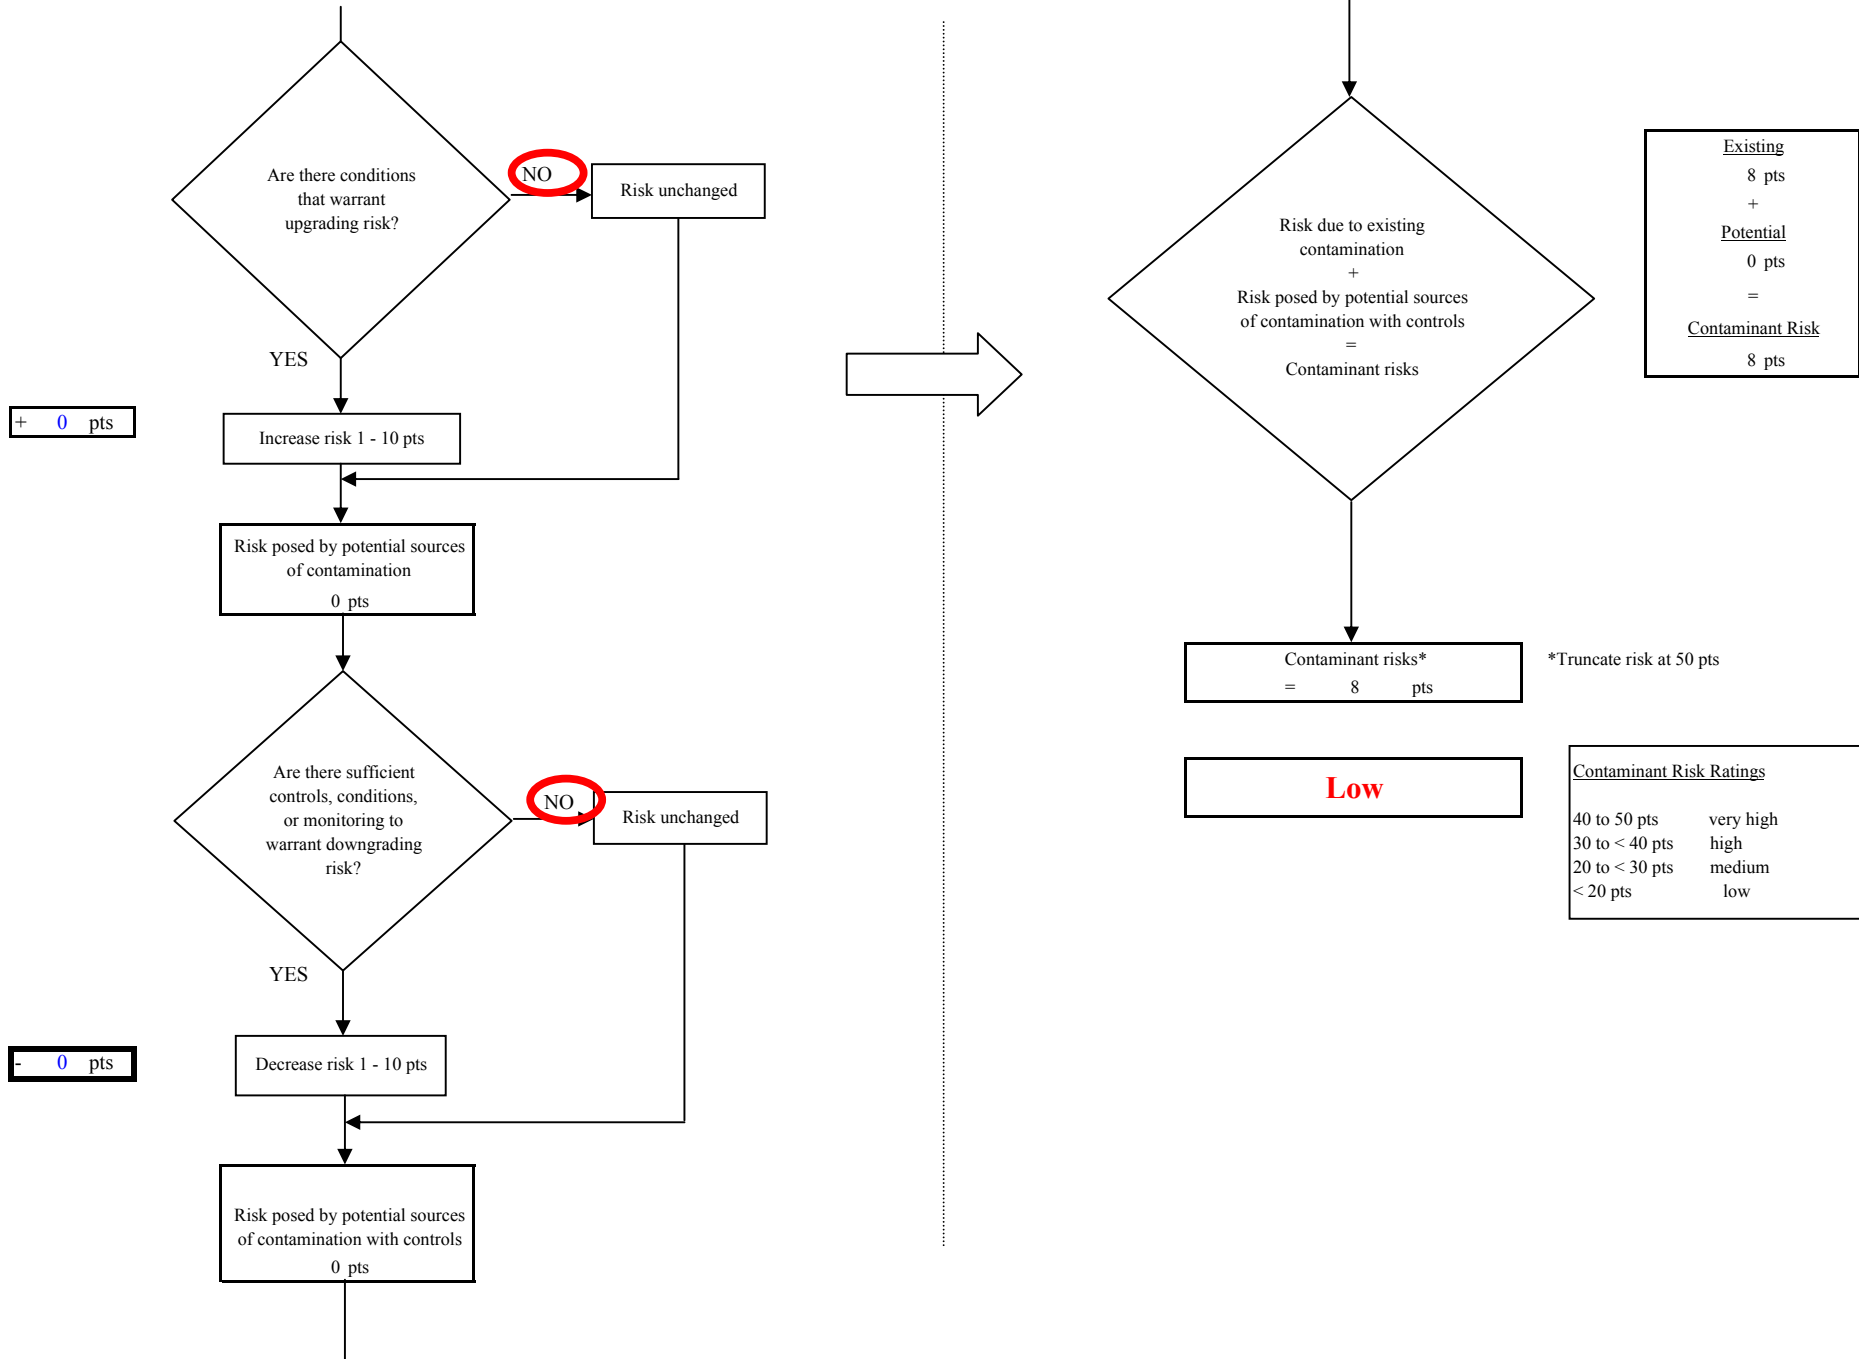 Are there conditions
that warrant
upgrading risk?
NO
Risk unchanged
YES
+ 0 pts
Increase risk 1 - 10 pts
Risk posed by potential sources
of contamination
0 pts
Are there sufficient
controls, conditions,
or monitoring to
warrant downgrading
risk?
NO
Risk unchanged
YES
- 0 pts
Decrease risk 1 - 10 pts
Risk posed by potential sources
of contamination with controls
0 pts
Risk due to existing
contamination
+
Risk posed by potential sources
of contamination with controls
=
Contaminant risks
Existing
8 pts
+
Potential
0 pts
=
Contaminant Risk
8 pts
Contaminant risks*
= 8 pts
*Truncate risk at 50 pts
Low
Contaminant Risk Ratings
40 to 50 pts very high
30 to < 40 pts high
20 to < 30 pts medium
< 20 pts low